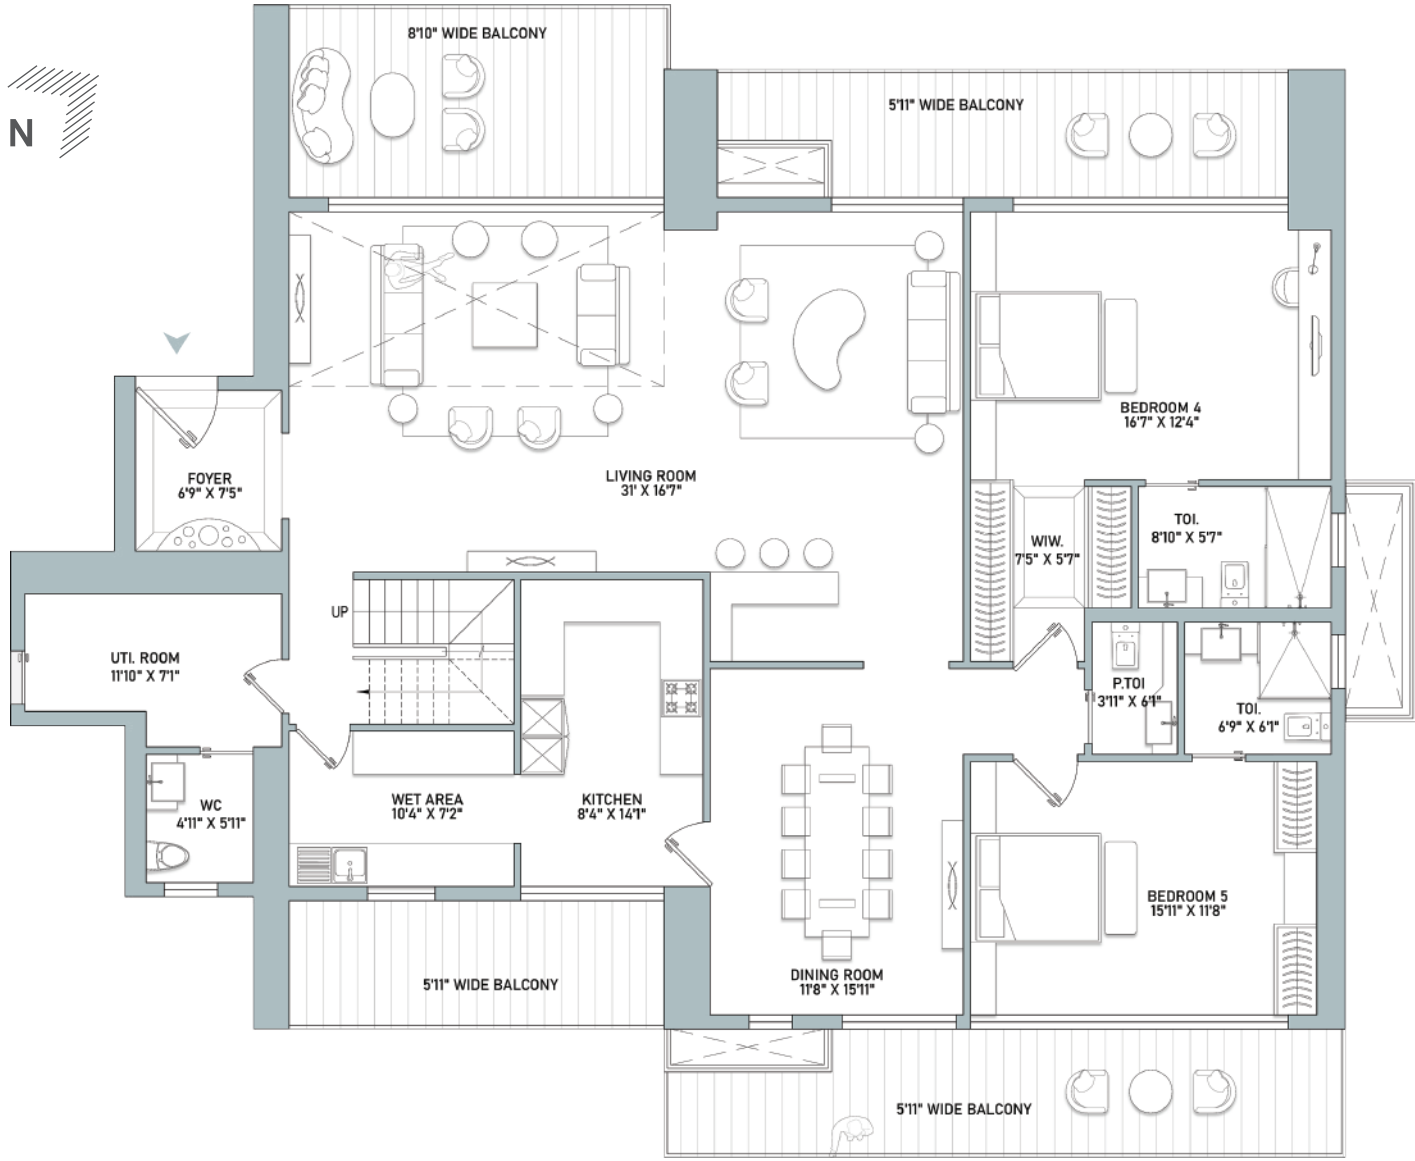 8'10" WIDE BALCONY
5'11" WIDE BALCONY
N
BEDROOM 4
16'7" X 12'4"
LIVING ROOM
31' X 16'7"
FOYER
6'9" X 7'5"
TOI.
8'10" X 5'7"
WIW.
7'5" X 5'7"
UP
UTI. ROOM
11'10" X 7'1"
P.TOI
3'11" X 6'1"
TOI.
6'9" X 6'1"
WC
4'11" X 5'11"
WET AREA
10'4" X 7'2"
KITCHEN
8'4" X 14'1"
BEDROOM 5
15'11" X 11'8"
DINING ROOM
11'8" X 15'11"
5'11" WIDE BALCONY
5'11" WIDE BALCONY